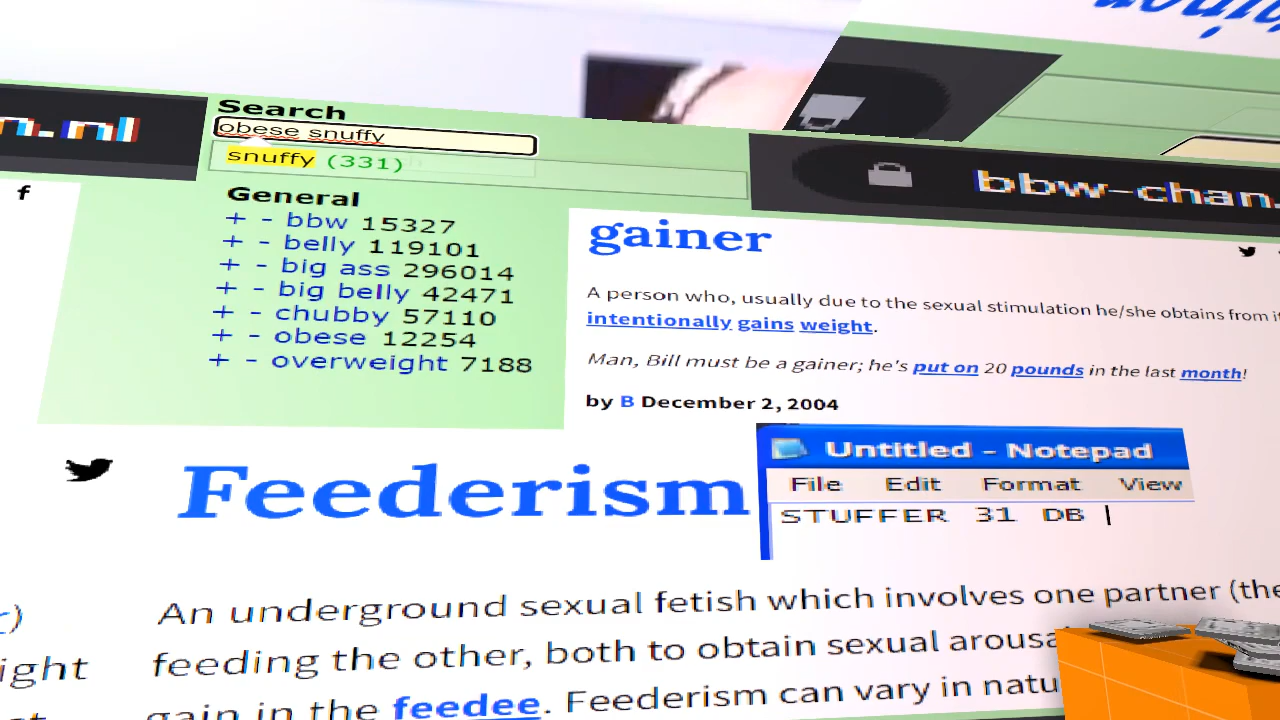 n.nl
Search
obese snuffy
snuffy (331)
General
+ - bbw 15327
+ - belly 119101
+ - big ass 296014
+ - big belly 42471
+ - chubby 57110
+ - obese 12254
+ - overweight 7188
bbw-chan.
gainer
A person who, usually due to the sexual stimulation he/she obtains from
intentionally gains weight.
Man, Bill must be a gainer; he's put on 20 pounds in the last month!
by B December 2, 2004
Feederism
Untitled - Notepad
File Edit Format View
STUFFER 31 DB
An underground sexual fetish which involves one partner (the
feeding the other, both to obtain sexual arousa
gain in the feedee. Feederism can vary in natu
ight